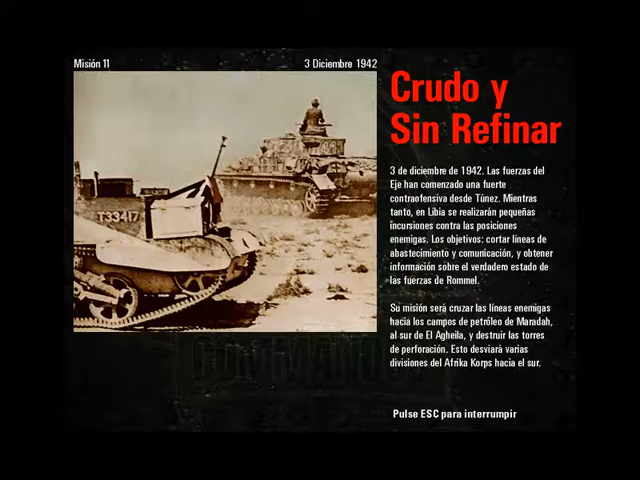 Misión 11
3 Diciembre 1942
T33417
Crudo y
Sin Refinar
3 de diciembre de 1942. Las fuerzas del
Eje han comenzado una fuerte
contraofensiva desde Túnez. Mientras
tanto, en Libia se realizarán pequeñas
incursiones contra las posiciones
enemigas. Los objetivos: cortar líneas de
abastecimiento y comunicación, y obtener
información sobre el verdadero estado de
las fuerzas de Rommel.
Su misión será cruzar las líneas enemigas
hacia los campos de petróleo de Maradah,
al sur de El Agheila, y destruir las torres
de perforación. Esto desviará varias
divisiones del Afrika Korps hacia el sur.
COMMANDOS
Pulse ESC para interrumpir